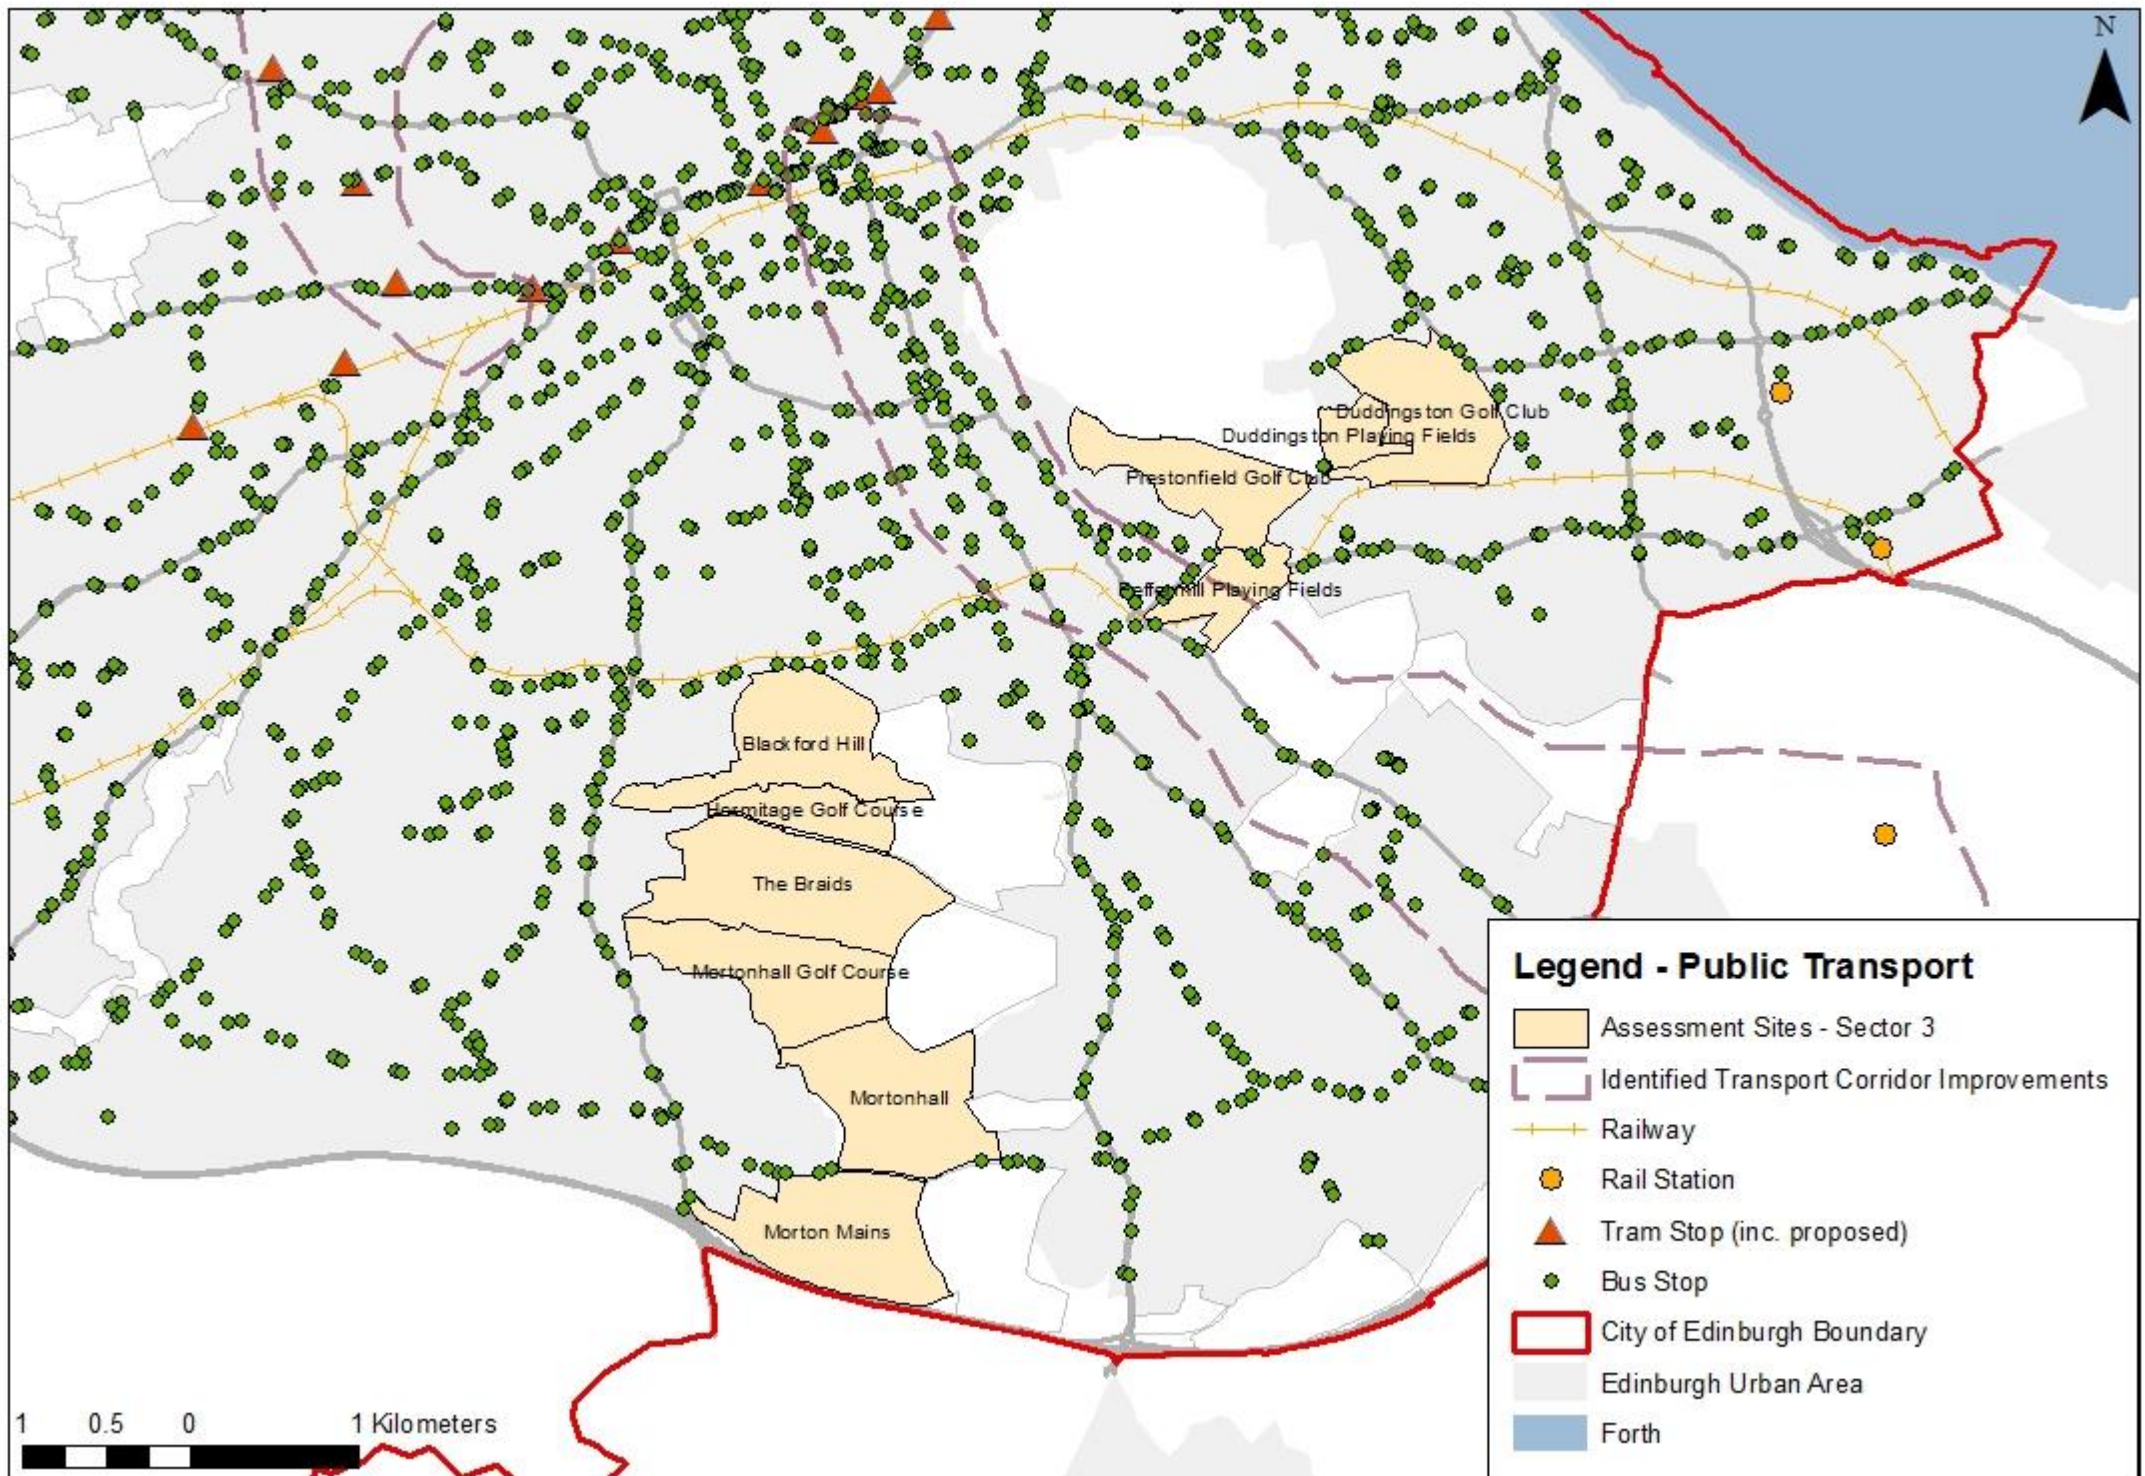 N
Duddingston Golf Club
Duddingston Playing Fields
Prestonfield Golf Club
Peffermill Playing Fields
Blackford Hill
Hermitage Golf Course
The Braids
Mortonhall Golf Course
Mortonhall
Morton Mains
Legend - Public Transport
Assessment Sites - Sector 3
Identified Transport Corridor Improvements
Railway
Rail Station
Tram Stop (inc. proposed)
Bus Stop
City of Edinburgh Boundary
Edinburgh Urban Area
Forth
1 0.5 0 1 Kilometers